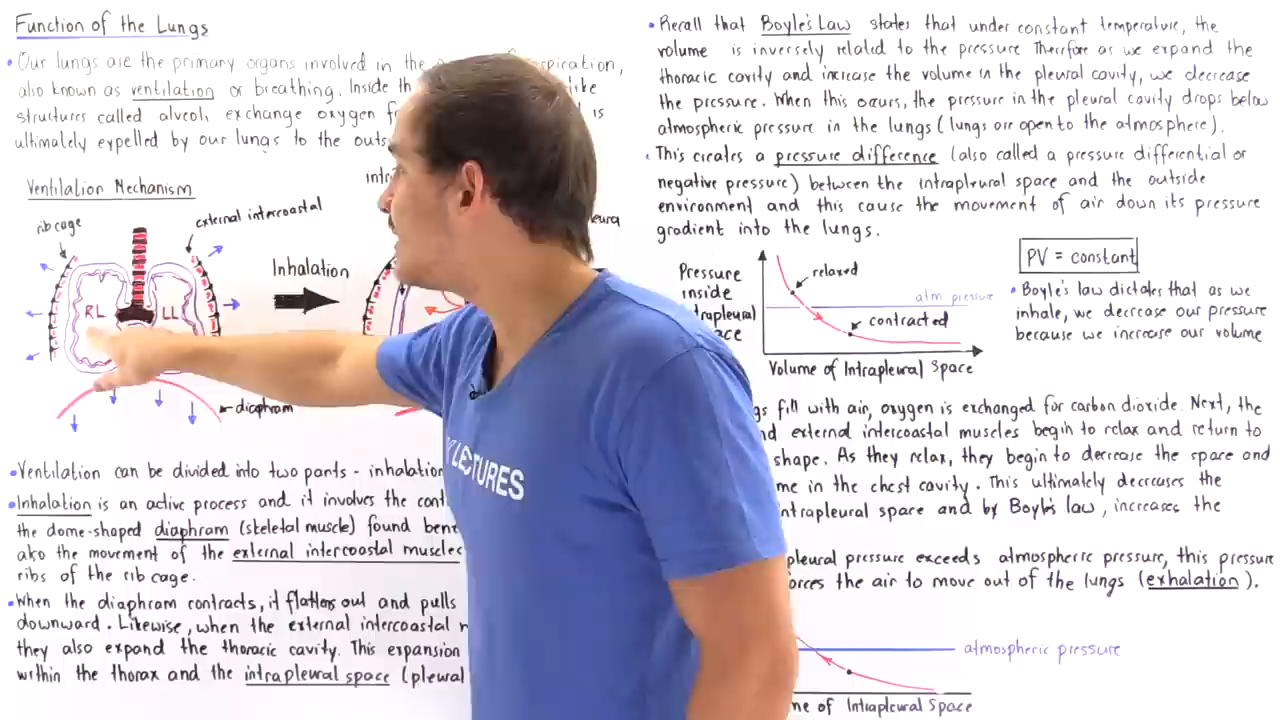 Function of the Lungs
• Our lungs are the primary organs involved in the
also known as ventilation or breathing. Inside
structures called alveoli exchange oxygen
ultimately expelled by our lungs to the
Ventilation Mechanism
rib cage
external intercoastal
RL
LL
diaphram
Inhalation
• Ventilation can be divided into two parts - inhalation
• Inhalation is an active process and it involves the
the dome-shaped diaphram (skeletal muscle) found
the movement of the external intercoastal muscles
ribs of the rib cage.
• When the diaphram contracts, it flattens out and pulls
downward. Likewise, when the external intercoastal
they also expand the thoracic cavity. This expansion
within the thorax and the intrapleural space
LECTURES
• Recall that Boyle's Law states that under constant temperature, the
volume is inversely related to the pressure. Therefore as we expand the
thoracic cavity and increase the volume in the pleural cavity, we decrease
the pressure. When this occurs, the pressure in the pleural cavity drops below
atmospheric pressure in the lungs (lungs are open to the atmosphere).
• This creates a pressure difference (also called a pressure differential or
negative pressure) between the intrapleural space and the outside
environment and this cause the movement of air down its pressure
gradient into the lungs.
Pressure
inside
relaxed
atm pressure
contracted
Volume of Intrapleural Space
PV = constant
• Boyle's law dictates that as we
inhale, we decrease our pressure
because we increase our volume
fill with air, oxygen is exchanged for carbon dioxide. Next, the
external intercoastal muscles begin to relax and return to
shape. As they relax, they begin to decrease the space and
in the chest cavity. This ultimately decreases the
space and by Boyle's law, increases the
pressure exceeds atmospheric pressure, this pressure
the air to move out of the lungs (exhalation).
atmospheric pressure
of Intrapleural Space